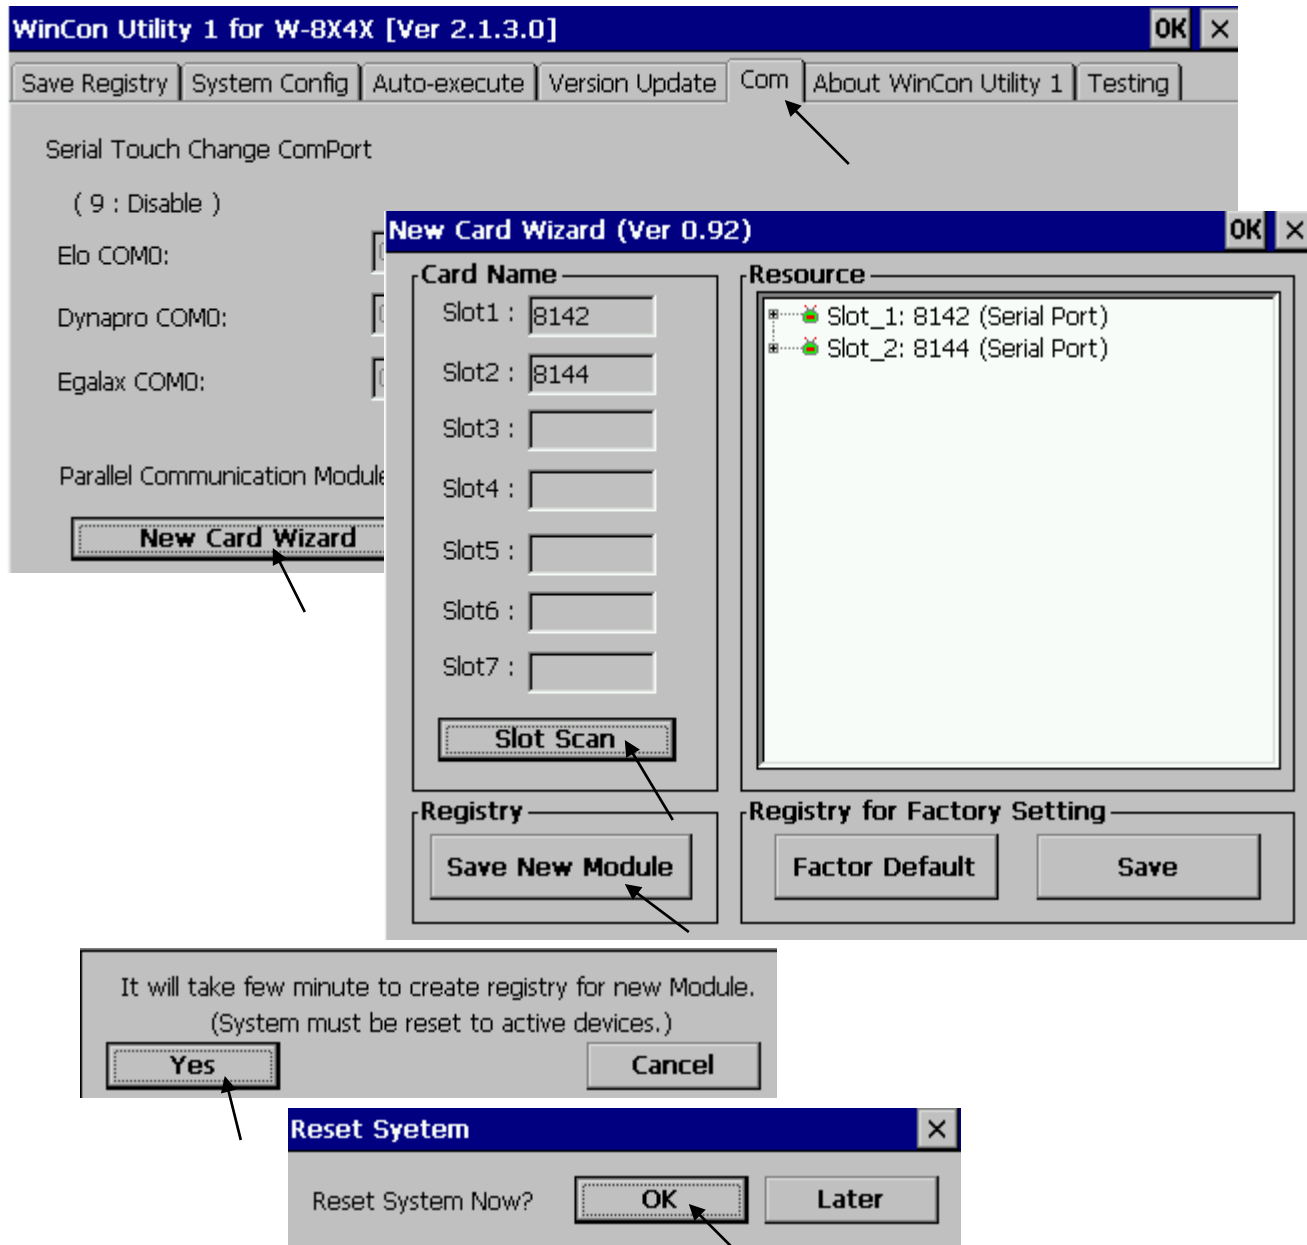 WinCon Utility 1 for W-8X4X [Ver 2.1.3.0] OK ×
Save Registry System Config Auto-execute Version Update Com About WinCon Utility 1 Testing
Serial Touch Change ComPort
( 9 : Disable )
Elo COM0:
Dynapro COM0:
Egalax COM0:
Parallel Communication Module
New Card Wizard
New Card Wizard (Ver 0.92) OK ×
Card Name
Slot1 : 8142
Slot2 : 8144
Slot3 :
Slot4 :
Slot5 :
Slot6 :
Slot7 :
Slot Scan
Resource
Slot_1: 8142 (Serial Port)
Slot_2: 8144 (Serial Port)
Registry
Save New Module
Registry for Factory Setting
Factor Default Save
It will take few minute to create registry for new Module.
(System must be reset to active devices.)
Yes Cancel
Reset Syetem ×
Reset System Now? OK Later